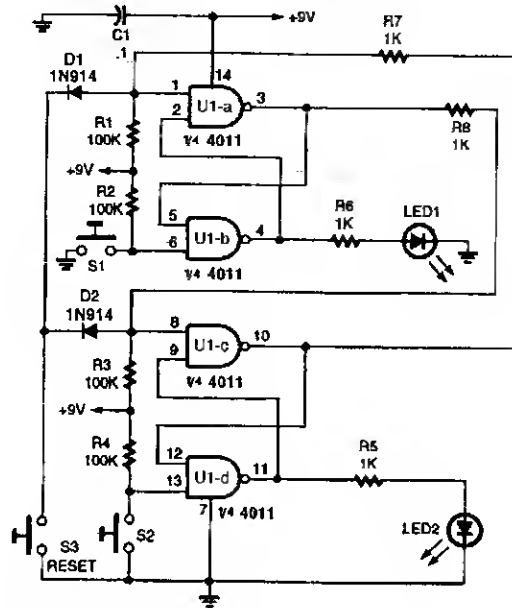 +9V
C1
.1
R7
1K
D1
1N914
14
1
2
3
U1-a
1/4 4011
R8
1K
R1
100K
+9V
R2
100K
5
6
4
U1-b
1/4 4011
R6
1K
LED1
S1
D2
1N914
8
9
10
U1-c
1/4 4011
R3
100K
+9V
R4
100K
12
13
11
U1-d
7
1/4 4011
R5
1K
LED2
S3
RESET
S2